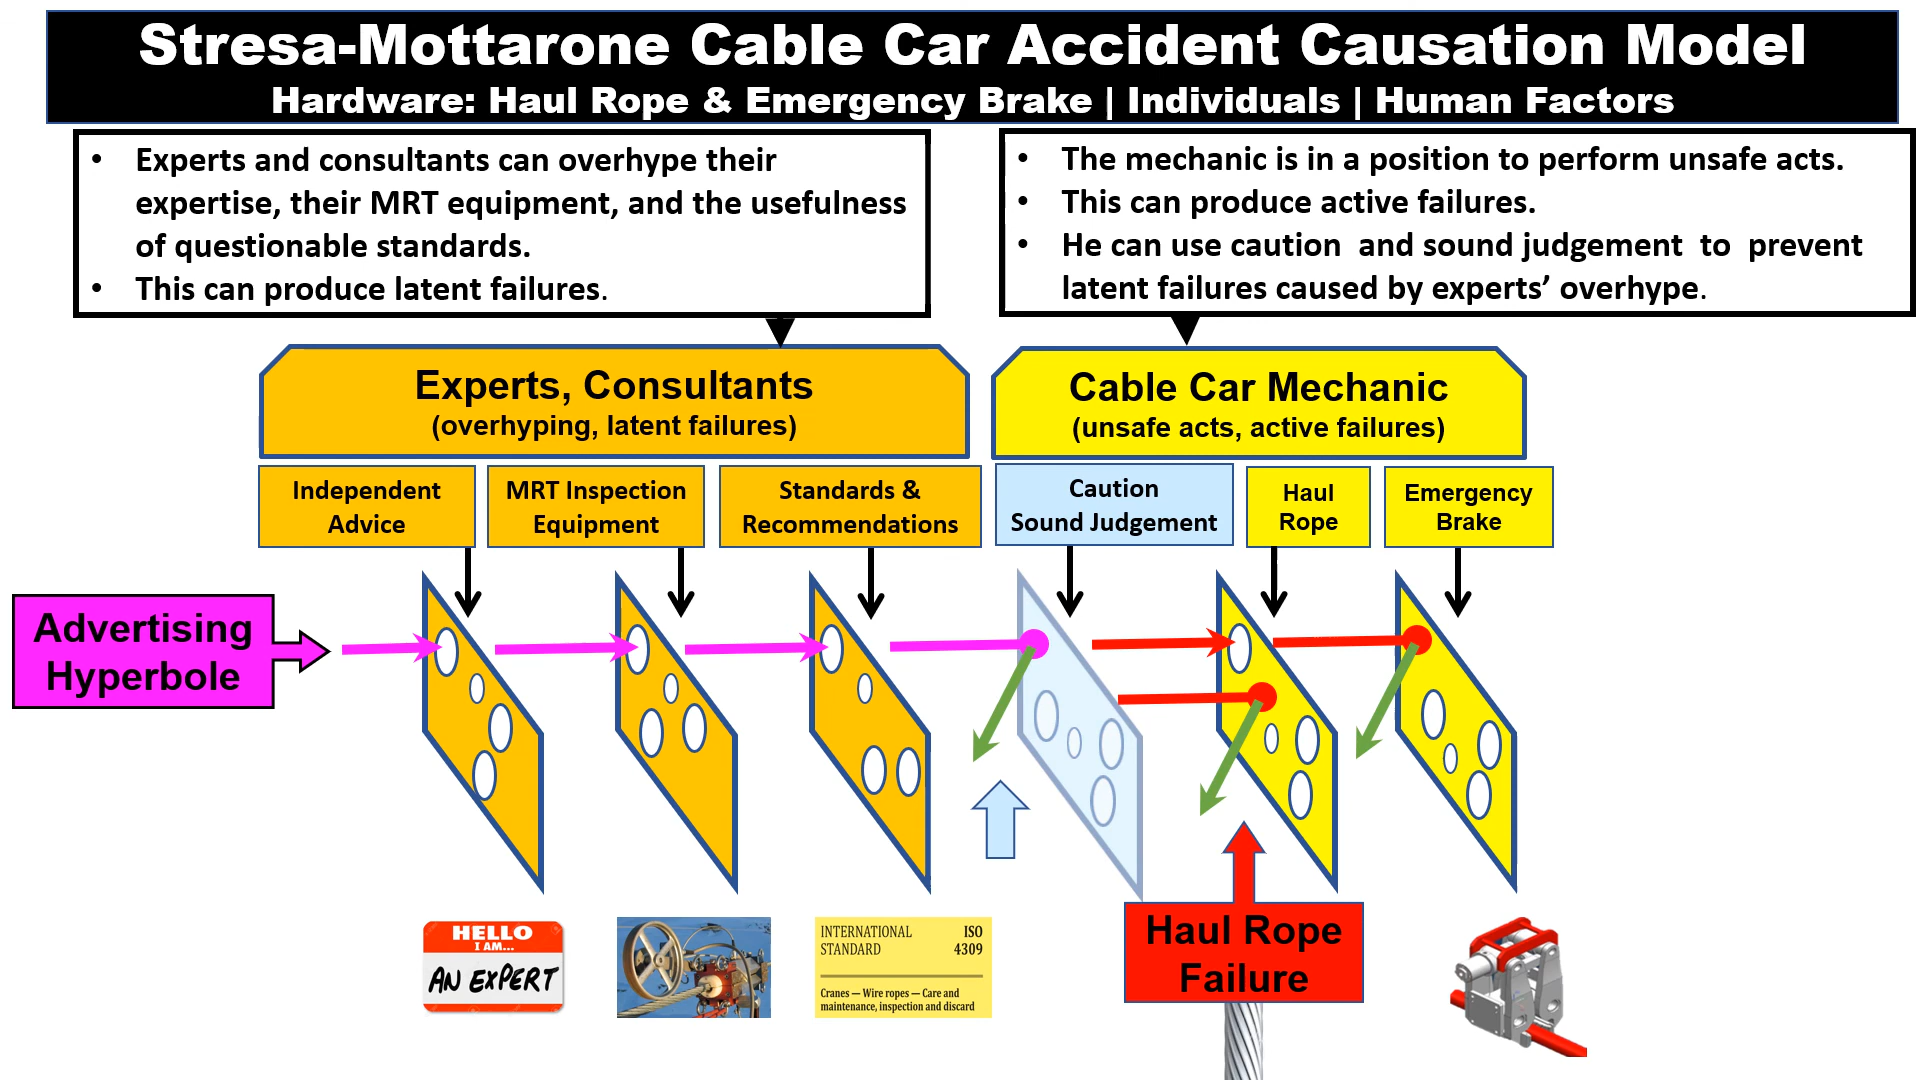 Stresa-Mottarone Cable Car Accident Causation Model
Hardware: Haul Rope & Emergency Brake | Individuals | Human Factors
• Experts and consultants can overhype their
expertise, their MRT equipment, and the usefulness
of questionable standards.
• This can produce latent failures.
• The mechanic is in a position to perform unsafe acts.
• This can produce active failures.
• He can use caution  and sound judgement  to  prevent
latent failures caused by experts’ overhype.
Experts, Consultants
(overhyping, latent failures)
Cable Car Mechanic
(unsafe acts, active failures)
Independent
Advice
MRT Inspection
Equipment
Standards &
Recommendations
Caution
Sound Judgement
Haul
Rope
Emergency
Brake
Advertising
Hyperbole
HELLO
I AM...
AN EXPERT
INTERNATIONAL ISO
STANDARD 4309
Cranes — Wire ropes — Care and
maintenance, inspection and discard
Haul Rope
Failure